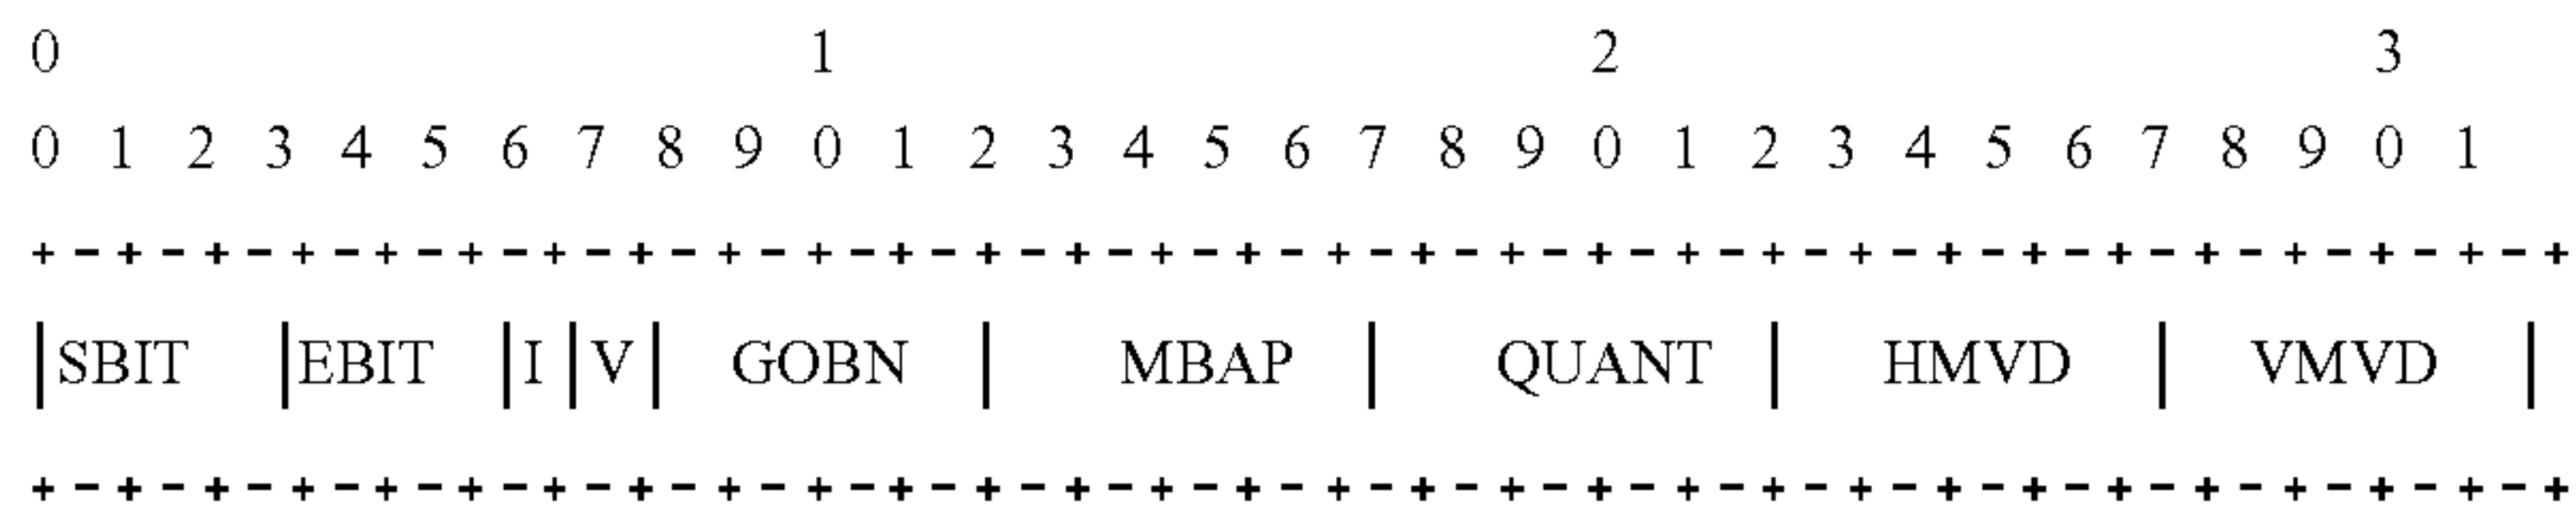 0 1 2 3
0 1 2 3 4 5 6 7 8 9 0 1 2 3 4 5 6 7 8 9 0 1 2 3 4 5 6 7 8 9 0 1
+-+-+-+-+-+-+-+-+-+-+-+-+-+-+-+-+-+-+-+-+-+-+-+-+-+-+-+-+-+
|SBIT |EBIT |I|V| GOBN | MBAP | QUANT | HMVD | VMVD |
+-+-+-+-+-+-+-+-+-+-+-+-+-+-+-+-+-+-+-+-+-+-+-+-+-+-+-+-+-+